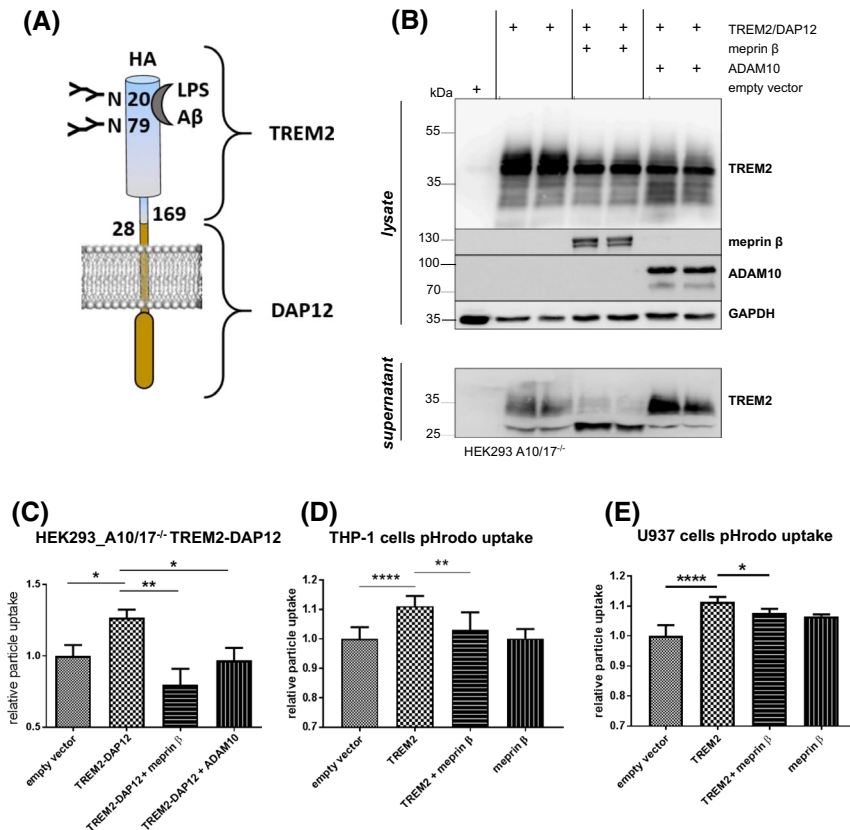 (A)
HA
N 20 LPS
Aβ
N 79
TREM2
28 169
DAP12
(B)
+ + + + + + TREM2/DAP12
+ + meprin β
+ + ADAM10
+ empty vector
kDa
lysate
55
35
TREM2
130
meprin β
100
70
ADAM10
35
GAPDH
supernatant
35
25
TREM2
HEK293 A10/17-/-
(C)
HEK293_A10/17-/- TREM2-DAP12
relative particle uptake
1.5
1.0
0.5
*
*
**
empty vector
TREM2-DAP12
TREM2-DAP12 + meprin β
TREM2-DAP12 + ADAM10
(D)
THP-1 cells pHrodo uptake
relative particle uptake
1.2
1.1
1.0
0.9
0.8
0.7
****
**
empty vector
TREM2
TREM2 + meprin β
meprin β
(E)
U937 cells pHrodo uptake
relative particle uptake
1.2
1.1
1.0
0.9
0.8
0.7
****
*
empty vector
TREM2
TREM2 + meprin β
meprin β